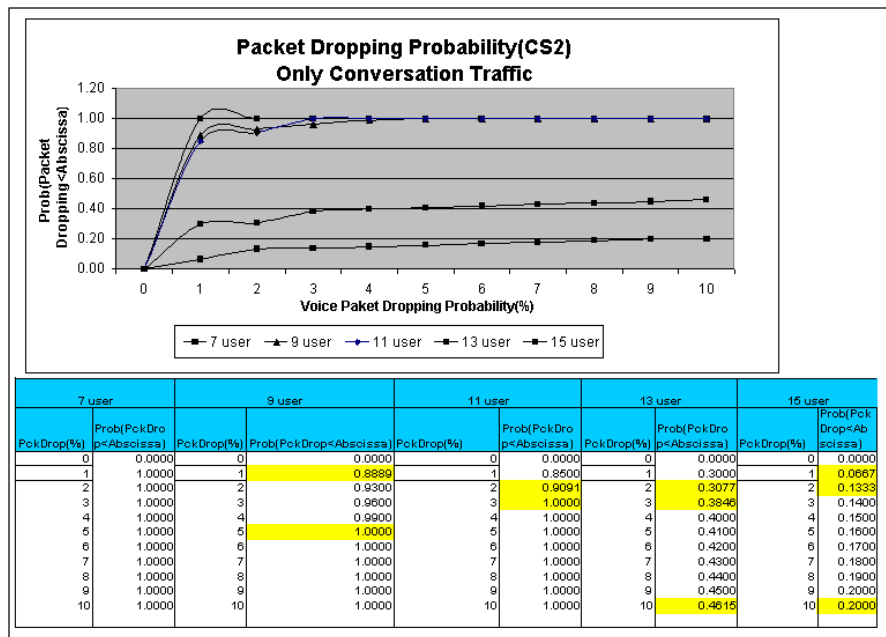 Packet Dropping Probability(CS2)
Only Conversation Traffic
Prob(Packet
Dropping<Abscissa)
1.20
1.00
0.80
0.60
0.40
0.20
0.00
0 1 2 3 4 5 6 7 8 9 10
Voice Paket Dropping Probability(%)
7 user 9 user 11 user 13 user 15 user
7 user 9 user 11 user 13 user 15 user
PckDrop(%) Prob(PckDro
p<Abscissa) PckDrop(%) Prob(PckDrop<Abscissa) PckDrop(%) Prob(PckDro
p<Abscissa) PckDrop(%) Prob(PckDro
p<Abscissa) PckDrop(%) Prob(Pck
Drop<Ab
scissa)
0 0.0000 0 0.0000 0 0.0000 0 0.0000 0 0.0000
1 1.0000 1 0.8889 1 0.8500 1 0.3000 1 0.0667
2 1.0000 2 0.9300 2 0.9091 2 0.3077 2 0.1333
3 1.0000 3 0.9600 3 1.0000 3 0.3846 3 0.1400
4 1.0000 4 0.9900 4 1.0000 4 0.4000 4 0.1500
5 1.0000 5 1.0000 5 1.0000 5 0.4100 5 0.1600
6 1.0000 6 1.0000 6 1.0000 6 0.4200 6 0.1700
7 1.0000 7 1.0000 7 1.0000 7 0.4300 7 0.1800
8 1.0000 8 1.0000 8 1.0000 8 0.4400 8 0.1900
9 1.0000 9 1.0000 9 1.0000 9 0.4500 9 0.2000
10 1.0000 10 1.0000 10 1.0000 10 0.4615 10 0.2000